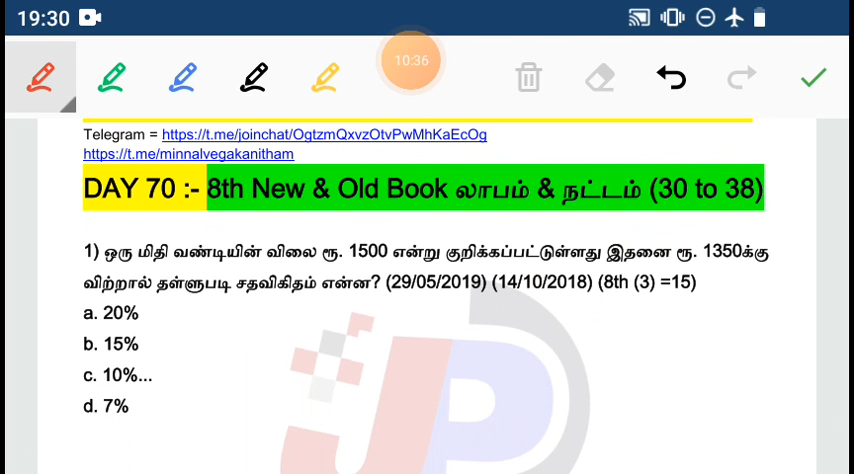 19:30
10:36
Telegram = https://t.me/joinchat/OgtzmQxvzOtvPwMhKaEcOg
https://t.me/minnalvegakanitham
DAY 70 :- 8th New & Old Book லாபம் & நட்டம் (30 to 38)
1) ஒரு மிதி வண்டியின் விலை ரூ. 1500 என்று குறிக்கப்பட்டுள்ளது இதனை ரூ. 1350க்கு
விற்றால் தள்ளுபடி சதவிகிதம் என்ன? (29/05/2019) (14/10/2018) (8th (3) =15)
a. 20%
b. 15%
c. 10%...
d. 7%
JP